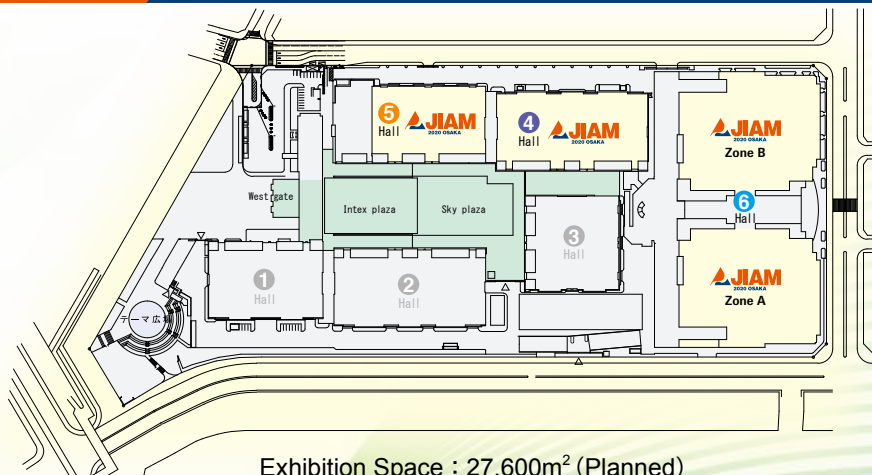 5
Hall
JIAM
2020 OSAKA
4
Hall
JIAM
2020 OSAKA
JIAM
2020 OSAKA
Zone B
West gate
Intex plaza
Sky plaza
6
Hall
3
Hall
1
Hall
2
Hall
JIAM
2020 OSAKA
Zone A
テーマ広場
Exhibition Space：27,600m² (Planned)